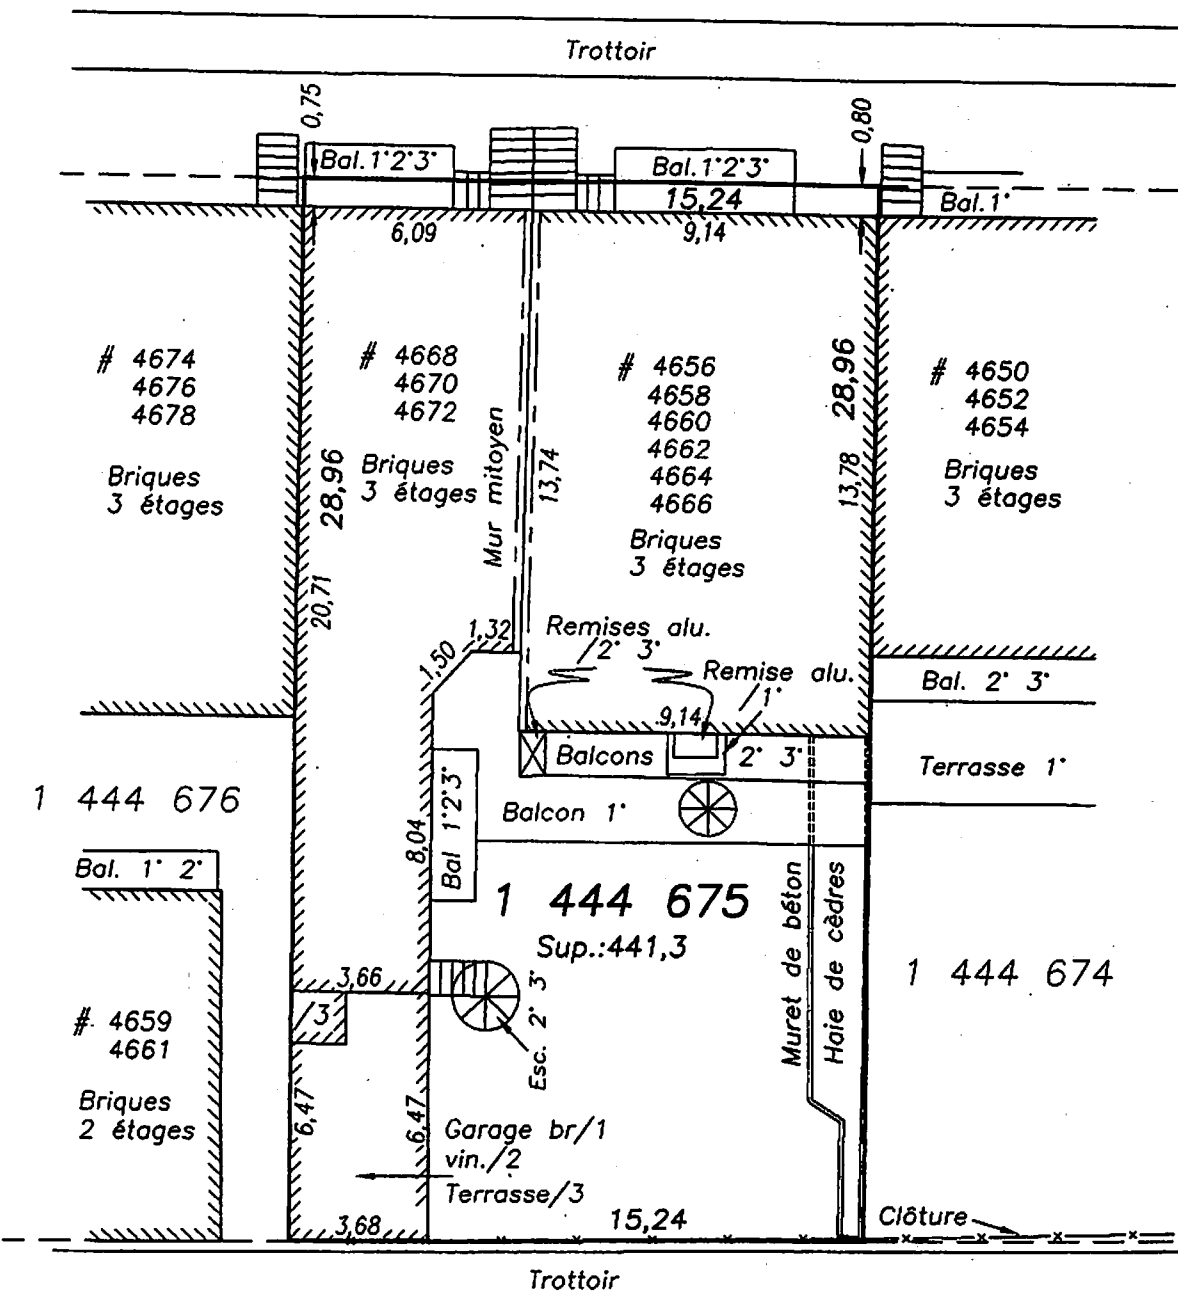 Trottoir
0,75
0,80
Bal.1°2°3°
Bal.1°2°3°
15,24
Bal.1°
6,09
9,14
# 4674
4676
4678
Briques
3 étages
# 4668
4670
4672
Briques
3 étages
28,96
20,71
Mur mitoyen
13,74
# 4656
4658
4660
4662
4664
4666
Briques
3 étages
28,96
13,78
# 4650
4652
4654
Briques
3 étages
1,32
1,50
Remises alu.
2° 3°
Remise alu.
1°
9,14
Bal. 2° 3°
Balcons 2° 3°
Terrasse 1°
1 444 676
Balcon 1°
Bal 1°2°3°
8,04
Bal. 1° 2°
1 444 675
Sup.:441,3
Muret de béton
Haie de cèdres
1 444 674
3,66
/3
Esc. 2° 3°
# 4659
4661
Briques
2 étages
6,47
6,47
Garage br/1
vin./2
Terrasse/3
3,68
15,24
Clôture
Trottoir